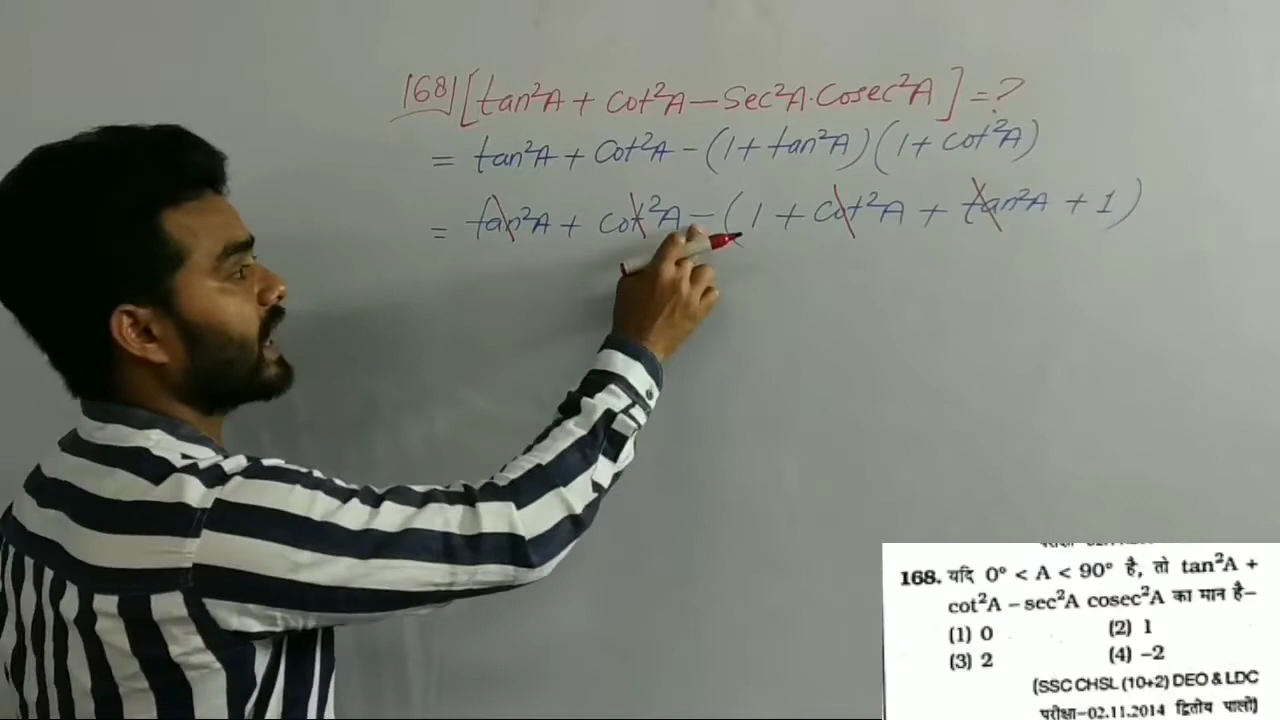 168] [tan²A + cot²A - Sec²A·Cosec²A] = ?
= tan²A + Cot²A - (1 + tan²A)(1 + cot²A)
= tan²A + cot²A - (1 + cot²A + tan²A + 1)
168. यदि 0° < A < 90° है, तो tan²A +
cot²A – sec²A cosec²A का मान है–
(1) 0 (2) 1
(3) 2 (4) –2
(SSC CHSL (10+2) DEO & LDC
परीक्षा–02.11.2014 द्वितीय पाली)